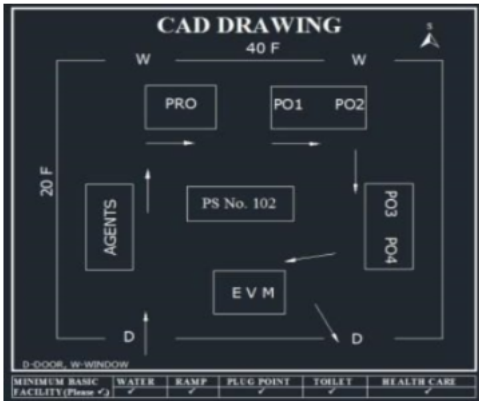 CAD DRAWING
40 F
S
W W
PRO
PO1 PO2
20 F
AGENTS
PS No. 102
PO3 PO4
E V M
D D
D-DOOR, W-WINDOW
MINIMUM BASIC FACILITY(Please ✓) WATER ✓ RAMP ✓ PLUG POINT ✓ TOILET ✓ HEALTH CARE ✓